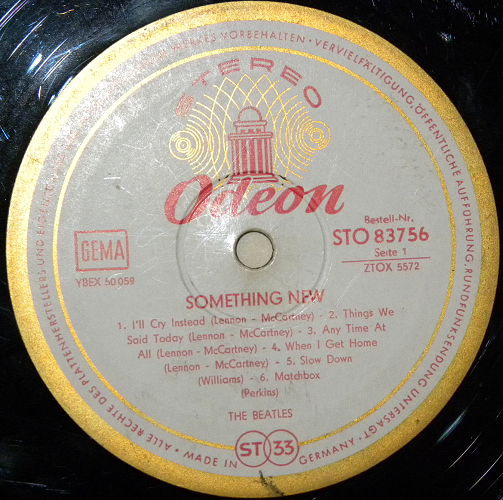 STEREO
Odeon
Bestell-Nr.
STO 83756
Seite 1
ZTOX 5572
GEMA
YBEX 50 059
SOMETHING NEW
1. I'll Cry Instead (Lennon - McCartney) - 2. Things We
Said Today (Lennon - McCartney) - 3. Any Time At
All (Lennon - McCartney) - 4. When I Get Home
(Lennon - McCartney) - 5. Slow Down
(Williams) - 6. Matchbox
(Perkins)
THE BEATLES
ST 33
MADE IN GERMANY · ALLE RECHTE DES PLATTENHERSTELLERS UND DES WERKES VORBEHALTEN · VERVIELFÄLTIGUNG, ÖFFENTLICHE AUFFÜHRUNG, RUNDFUNKSENDUNG UNTERSAGT ·